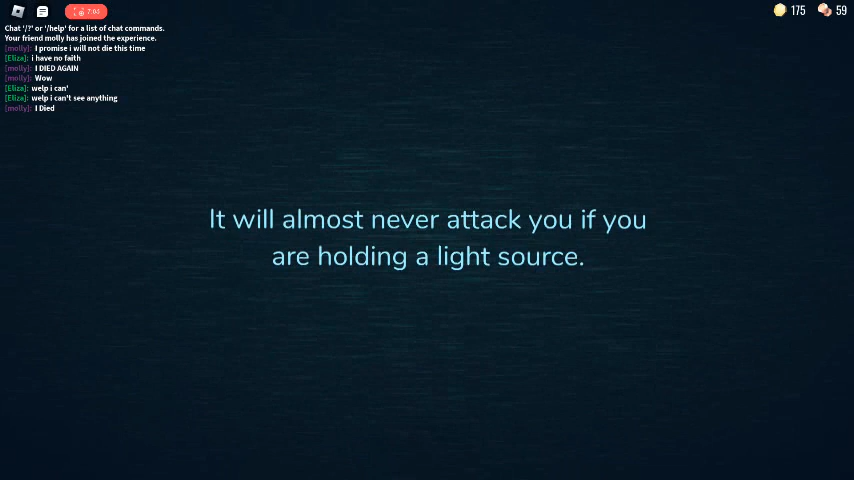 7:03
175
59
Chat '/?' or '/help' for a list of chat commands.
Your friend molly has joined the experience.
[molly]: I promise i will not die this time
[Eliza]: i have no faith
[molly]: I DIED AGAIN
[molly]: Wow
[Eliza]: welp i can'
[Eliza]: welp i can't see anything
[molly]: I Died
It will almost never attack you if you
are holding a light source.